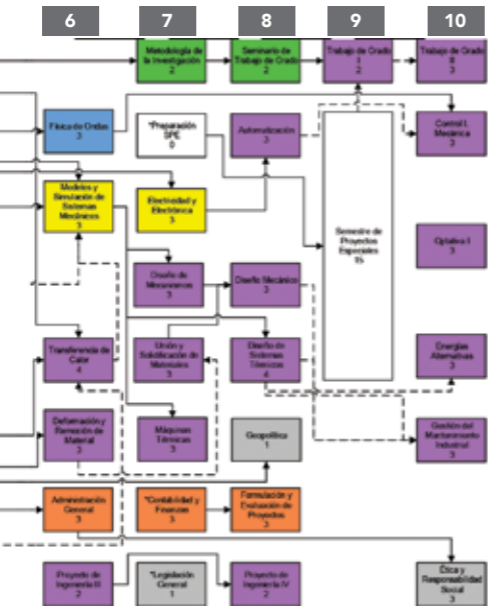 6 7 8 9 10
Metodología de
la Investigación
2
Seminario de
Trabajo de Grado
2
Trabajo de Grado
I
2
Trabajo de Grado
II
3
Física de Ondas
3
*Preparación
SPE
0
Automatización
3
Control I.
Mecánica
3
Modelos y
Simulación de
Sistemas
Mecánicos
3
Electricidad y
Electrónica
3
Semestre de
Proyectos
Especiales
15
Optativa I
3
Diseño de
Mecanismos
3
Diseño Mecánico
3
Transferencia de
Calor
4
Unión y
Solidificación de
Materiales
3
Diseño de
Sistemas
Térmicos
4
Energías
Alternativas
3
Deformación y
Remoción de
Material
3
Máquinas
Térmicas
3
Geopolítica
1
Gestión del
Mantenimiento
Industrial
3
Administración
General
3
*Contabilidad y
Finanzas
3
Formulación y
Evaluación de
Proyectos
3
Proyecto de
Ingeniería III
2
*Legislación
General
1
Proyecto de
Ingeniería IV
2
Ética y
Responsabilidad
Social
3